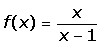 f(x) = x / (x − 1)